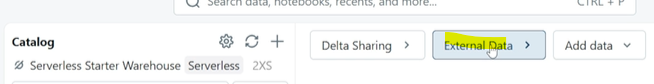 Search data, notebooks, recents, and more... CTRL + P
Catalog
Delta Sharing > External Data > Add data
Serverless Starter Warehouse Serverless 2XS